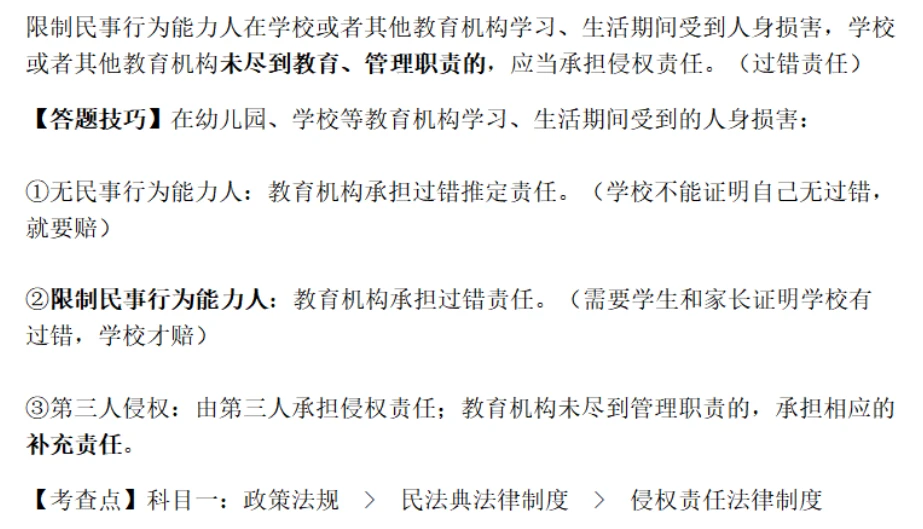 限制民事行为能力人在学校或者其他教育机构学习、生活期间受到人身损害，学校
或者其他教育机构未尽到教育、管理职责的，应当承担侵权责任。（过错责任）
【答题技巧】在幼儿园、学校等教育机构学习、生活期间受到的人身损害：
①无民事行为能力人：教育机构承担过错推定责任。（学校不能证明自己无过错，
就要赔）
②限制民事行为能力人：教育机构承担过错责任。（需要学生和家长证明学校有
过错，学校才赔）
③第三人侵权：由第三人承担侵权责任；教育机构未尽到管理职责的，承担相应的
补充责任。
【考查点】科目一：政策法规 > 民法典法律制度 > 侵权责任法律制度